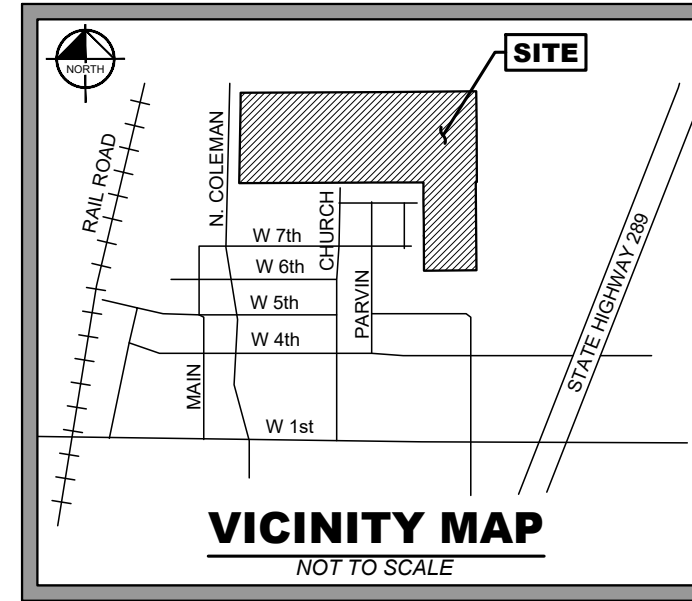 SITE
NORTH
N. COLEMAN
RAIL ROAD
CHURCH
W 7th
STATE HIGHWAY 289
W 6th
PARVIN
W 5th
W 4th
MAIN
W 1st
VICINITY MAP
NOT TO SCALE